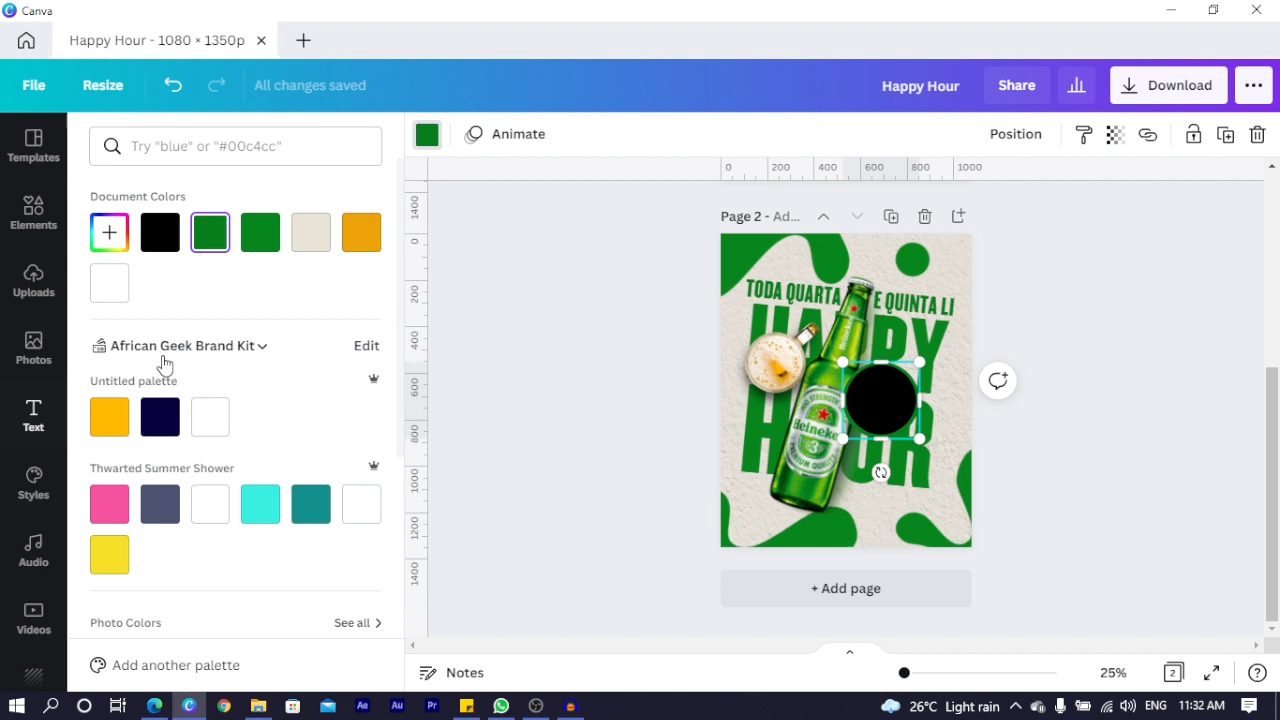 Canva
Happy Hour - 1080 × 1350p
File
Resize
All changes saved
Happy Hour
Share
Download
Templates
Elements
Uploads
Photos
Text
Styles
Audio
Videos
Try "blue" or "#00c4cc"
Document Colors
African Geek Brand Kit
Edit
Untitled palette
Thwarted Summer Shower
Photo Colors
See all
Add another palette
Animate
Position
0 200 400 600 800 1000
1400
0
200
400
600
800
1000
1200
1400
Page 2 - Ad...
TODA QUARTA E QUINTA LI
HAPPY
HOUR
Heineken
+ Add page
Notes
25%
2
Ae
Au
Pr
26°C Light rain
ENG
11:32 AM